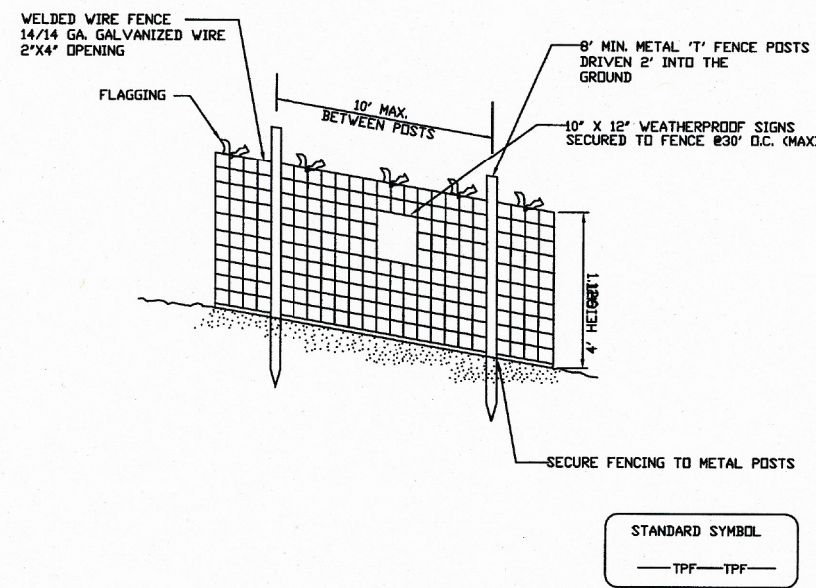 WELDED WIRE FENCE
14/14 GA. GALVANIZED WIRE
2"X4" OPENING
FLAGGING
10' MAX.
BETWEEN POSTS
8' MIN. METAL 'T' FENCE POSTS
DRIVEN 2' INTO THE
GROUND
10" X 12" WEATHERPROOF SIGNS
SECURED TO FENCE @30' O.C. (MAX
4' HEI
SECURE FENCING TO METAL POSTS
STANDARD SYMBOL
TPF TPF